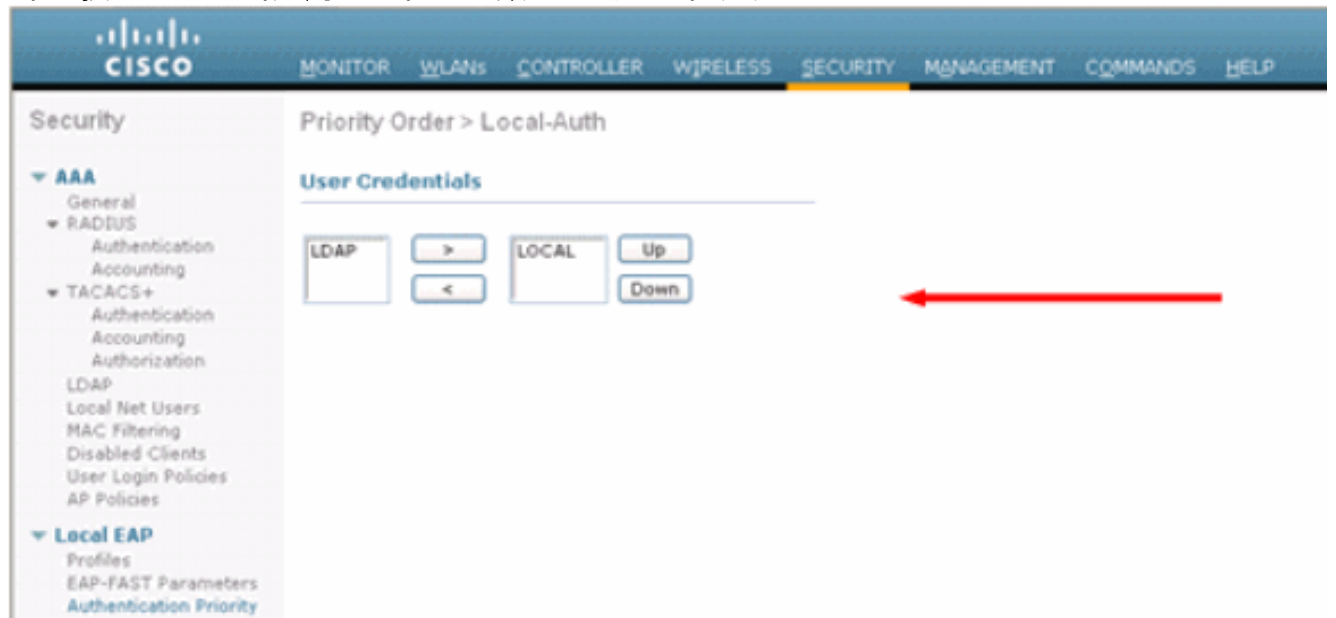 CISCO
MONITOR WLANs CONTROLLER WIRELESS SECURITY MANAGEMENT COMMANDS HELP
Security
AAA
General
RADIUS
Authentication
Accounting
TACACS+
Authentication
Accounting
Authorization
LDAP
Local Net Users
MAC Filtering
Disabled Clients
User Login Policies
AP Policies
Local EAP
Profiles
EAP-FAST Parameters
Authentication Priority
Priority Order > Local-Auth
User Credentials
LDAP > LOCAL Up
< Down